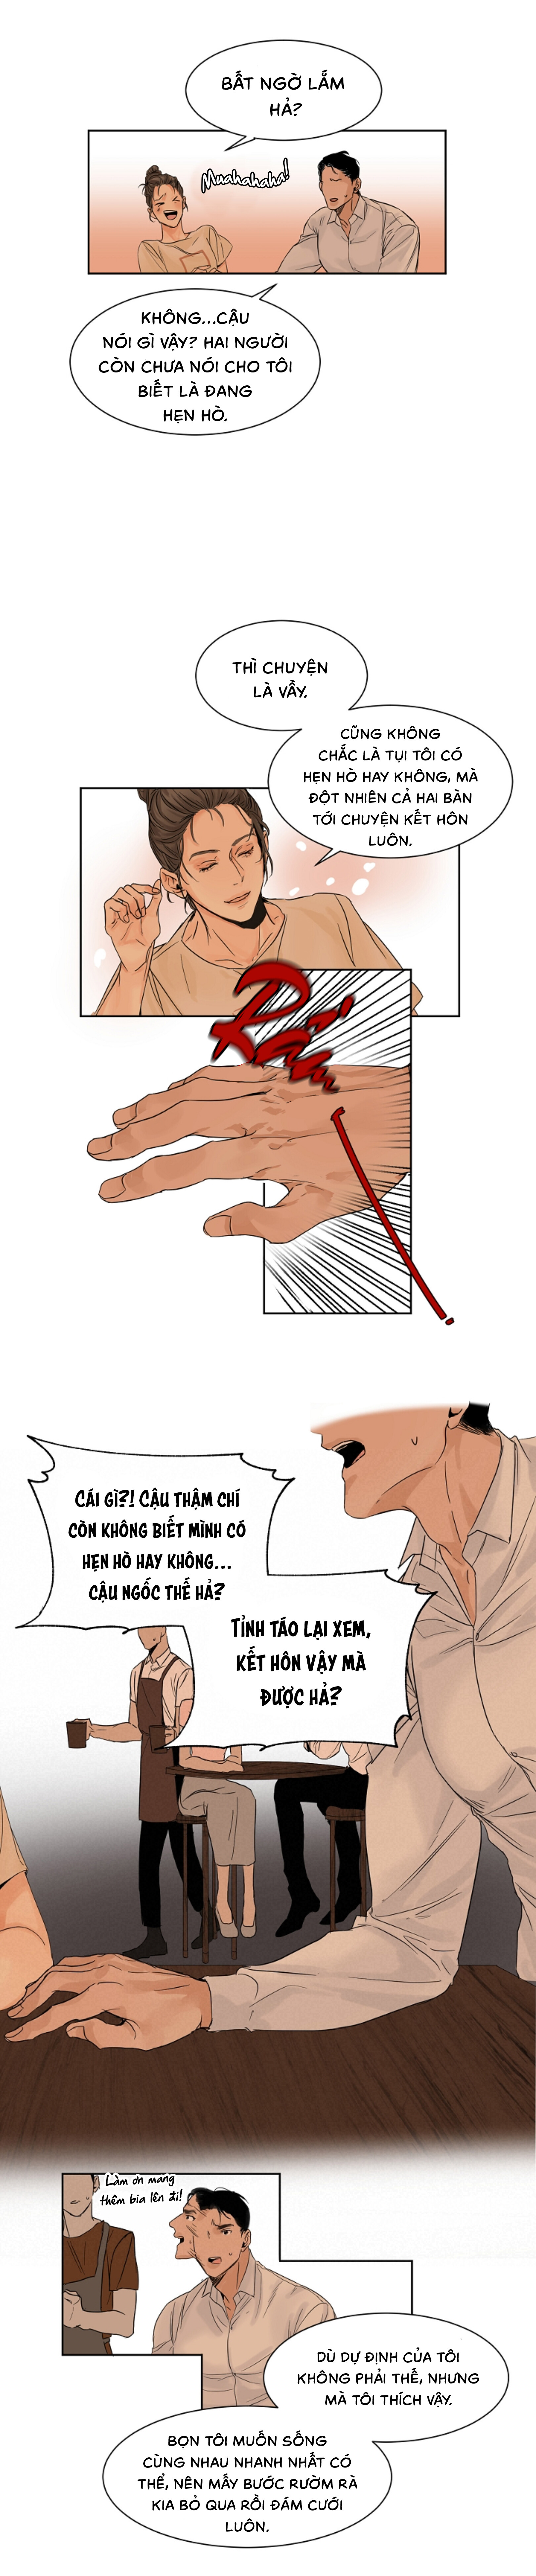 BẤT NGỜ LẮM
HẢ?
Muahahaha!
KHÔNG...CẬU
NÓI GÌ VẬY? HAI NGƯỜI
CÒN CHƯA NÓI CHO TÔI
BIẾT LÀ ĐANG
HẸN HÒ.
THÌ CHUYỆN
LÀ VẦY.
CŨNG KHÔNG
CHẮC LÀ TỤI TÔI CÓ
HẸN HÒ HAY KHÔNG, MÀ
ĐỘT NHIÊN CẢ HAI BÀN
TỚI CHUYỆN KẾT HÔN
LUÔN.
Rầm
CÁI GÌ?! CẬU THẬM CHÍ
CÒN KHÔNG BIẾT MÌNH CÓ
HẸN HÒ HAY KHÔNG...
CẬU NGỐC THẾ HẢ?
TỈNH TÁO LẠI XEM,
KẾT HÔN VẬY MÀ
ĐƯỢC HẢ?
Làm ơn mang
thêm bia lên đi!
DÙ DỰ ĐỊNH CỦA TÔI
KHÔNG PHẢI THẾ, NHƯNG
MÀ TÔI THÍCH VẬY.
BỌN TÔI MUỐN SỐNG
CÙNG NHAU NHANH NHẤT CÓ
THỂ, NÊN MẤY BƯỚC RƯỜM RÀ
KIA BỎ QUA RỒI ĐÁM CƯỚI
LUÔN.